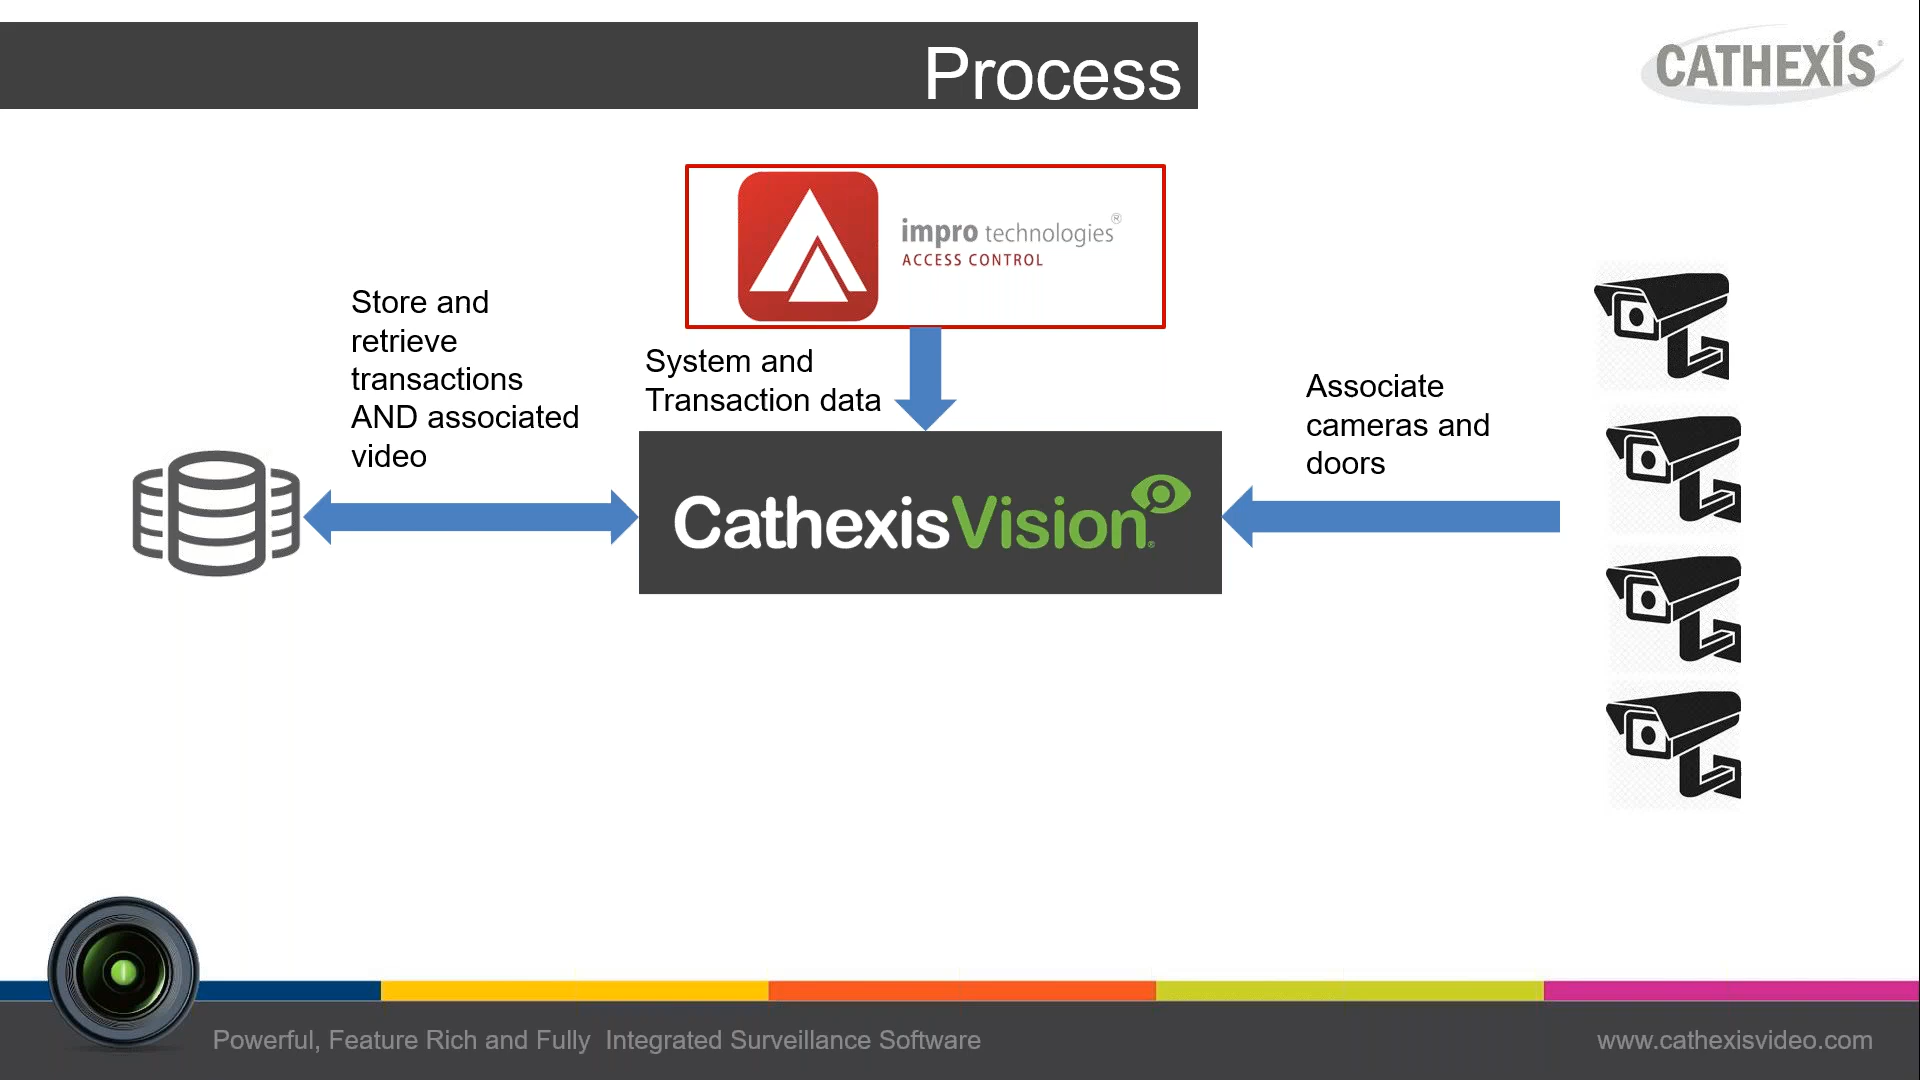 Process
CATHEXIS
impro technologies®
ACCESS CONTROL
Store and
retrieve
transactions
AND associated
video
System and
Transaction data
Associate
cameras and
doors
CathexisVision®
Powerful, Feature Rich and Fully  Integrated Surveillance Software
www.cathexisvideo.com